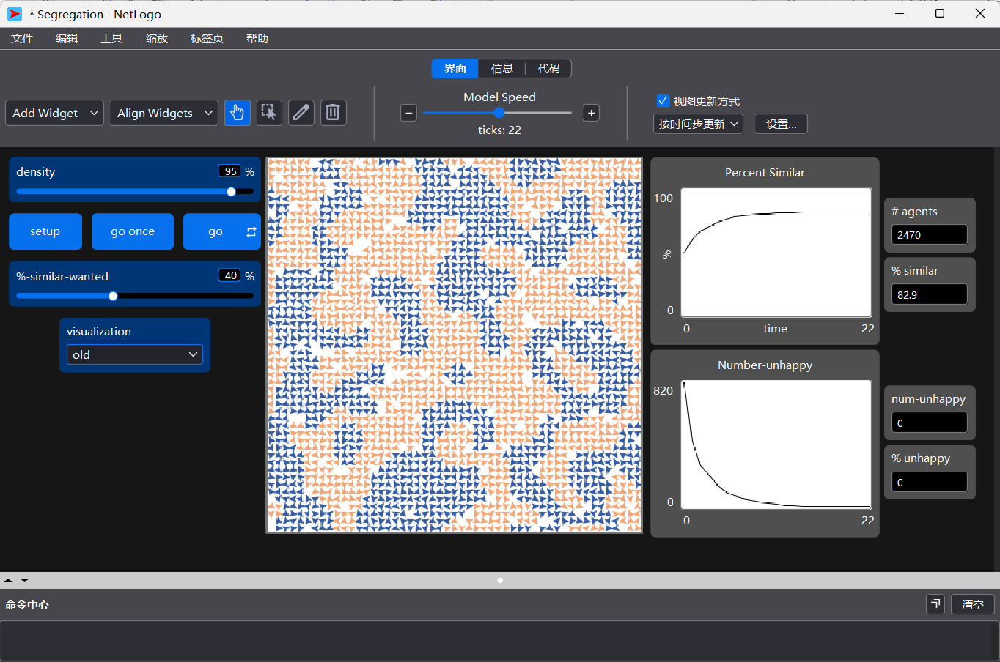 * Segregation - NetLogo
文件 编辑 工具 缩放 标签页 帮助
界面 信息 代码
Add Widget Align Widgets
Model Speed
ticks: 22
视图更新方式
按时间步更新 设置...
density 95 %
setup go once go
%-similar-wanted 40 %
visualization
old
Percent Similar
100
%
0
0 time 22
# agents
2470
% similar
82.9
Number-unhappy
820
0
0 22
num-unhappy
0
% unhappy
0
命令中心 清空